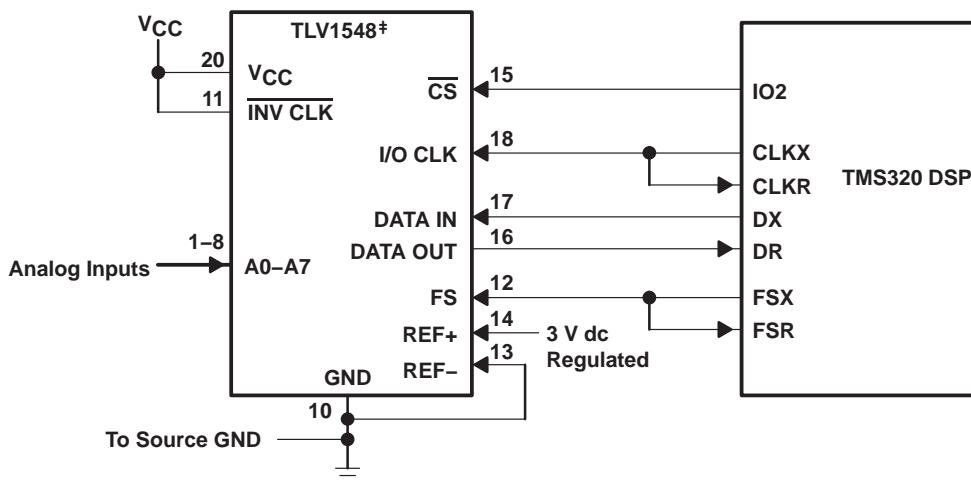 VCC
TLV1548‡
20
VCC
11
INV CLK
1–8
Analog Inputs
A0–A7
CS
15
I/O CLK
18
DATA IN
17
DATA OUT
16
FS
12
REF+
14
3 V dc
Regulated
REF–
13
GND
10
To Source GND
IO2
CLKX
CLKR
TMS320 DSP
DX
DR
FSX
FSR